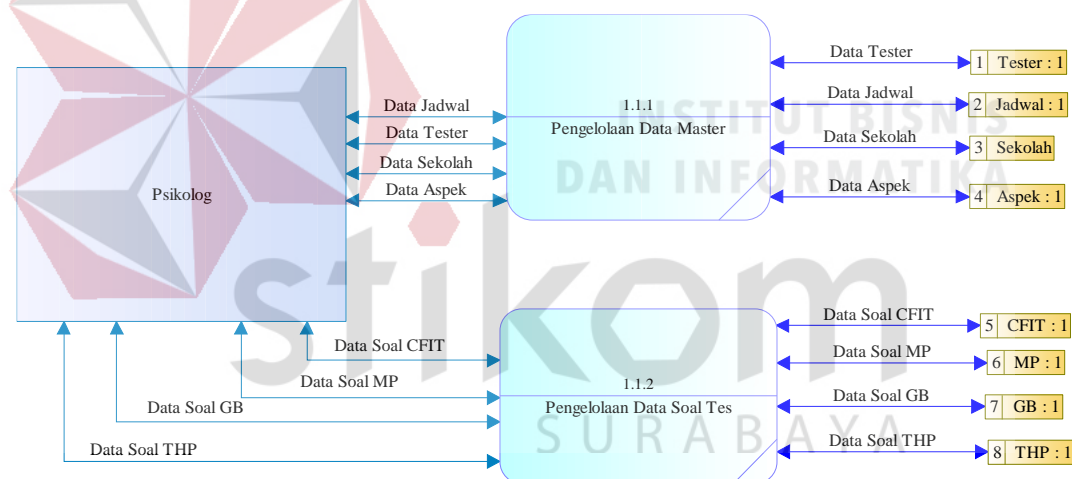 Psikolog
Data Jadwal
Data Tester
Data Sekolah
Data Aspek
1.1.1
Pengelolaan Data Master
Data Tester
1 Tester : 1
Data Jadwal
2 Jadwal : 1
Data Sekolah
3 Sekolah
Data Aspek
4 Aspek : 1
INSTITUT BISNIS
DAN INFORMATIKA
stikom
SURABAYA
Data Soal CFIT
Data Soal MP
Data Soal GB
Data Soal THP
1.1.2
Pengelolaan Data Soal Tes
Data Soal CFIT
5 CFIT : 1
Data Soal MP
6 MP : 1
Data Soal GB
7 GB : 1
Data Soal THP
8 THP : 1